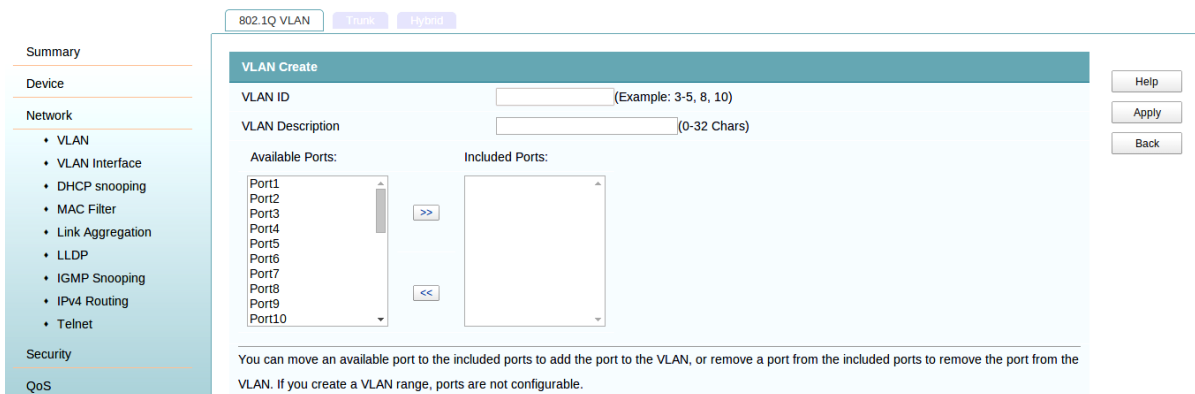 802.1Q VLAN Trunk Hybrid
Summary
Device
Network
VLAN
VLAN Interface
DHCP snooping
MAC Filter
Link Aggregation
LLDP
IGMP Snooping
IPv4 Routing
Telnet
Security
QoS
VLAN Create
VLAN ID (Example: 3-5, 8, 10)
VLAN Description (0-32 Chars)
Available Ports: Included Ports:
Port1
Port2
Port3
Port4
Port5
Port6
Port7
Port8
Port9
Port10
>>
<<
You can move an available port to the included ports to add the port to the VLAN, or remove a port from the included ports to remove the port from the
VLAN. If you create a VLAN range, ports are not configurable.
Help
Apply
Back